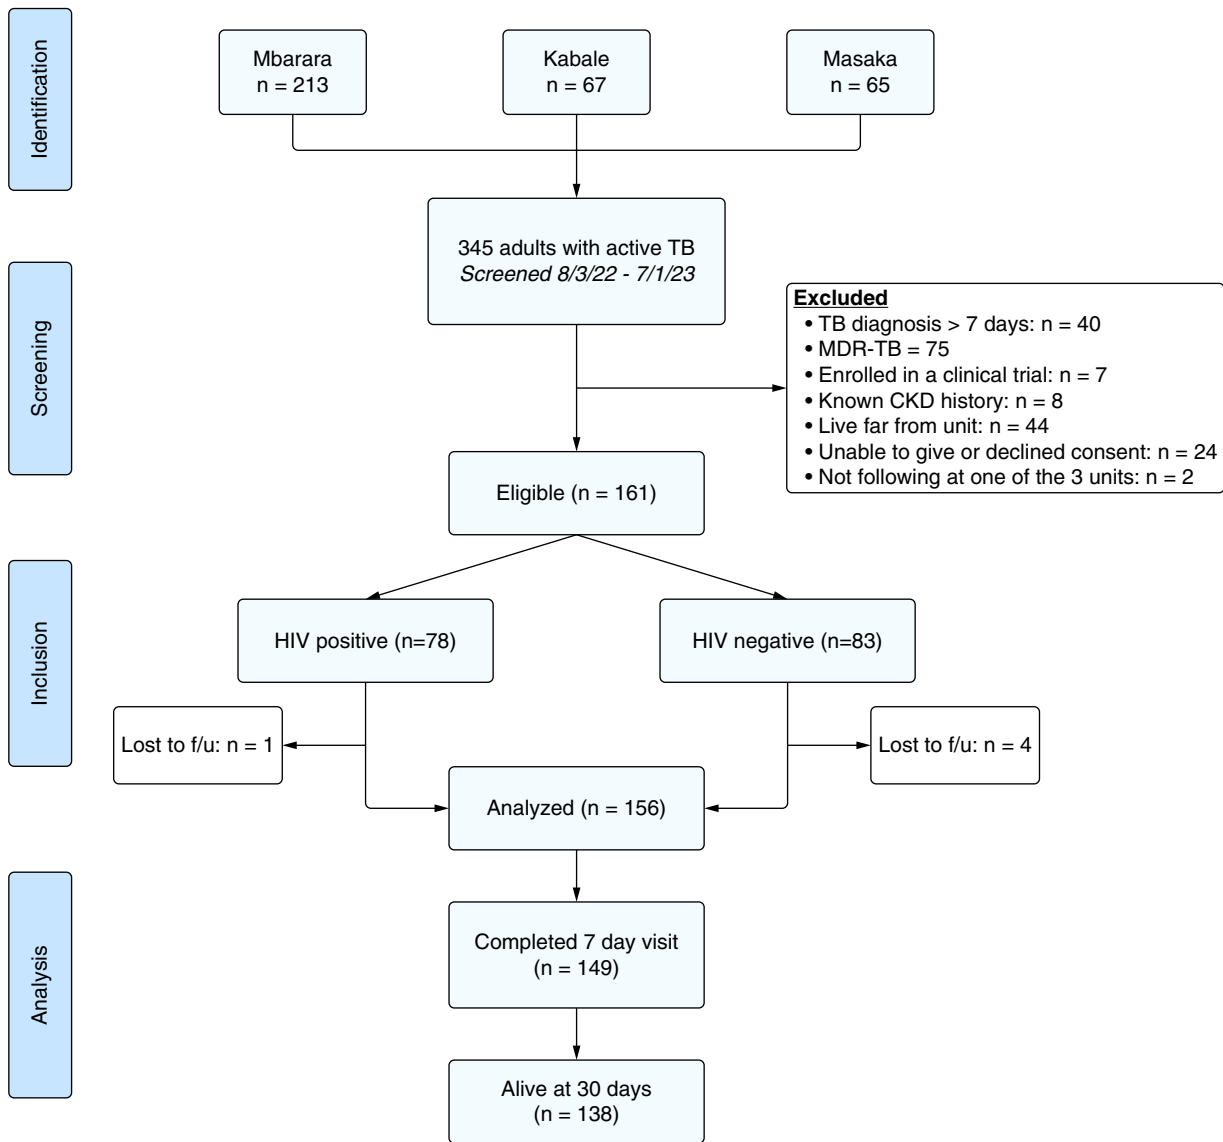 Identification
Mbarara
n = 213
Kabale
n = 67
Masaka
n = 65
345 adults with active TB
Screened 8/3/22 - 7/1/23
Screening
Excluded
• TB diagnosis > 7 days: n = 40
• MDR-TB = 75
• Enrolled in a clinical trial: n = 7
• Known CKD history: n = 8
• Live far from unit: n = 44
• Unable to give or declined consent: n = 24
• Not following at one of the 3 units: n = 2
Eligible (n = 161)
Inclusion
HIV positive (n=78)
HIV negative (n=83)
Lost to f/u: n = 1
Lost to f/u: n = 4
Analyzed (n = 156)
Analysis
Completed 7 day visit
(n = 149)
Alive at 30 days
(n = 138)